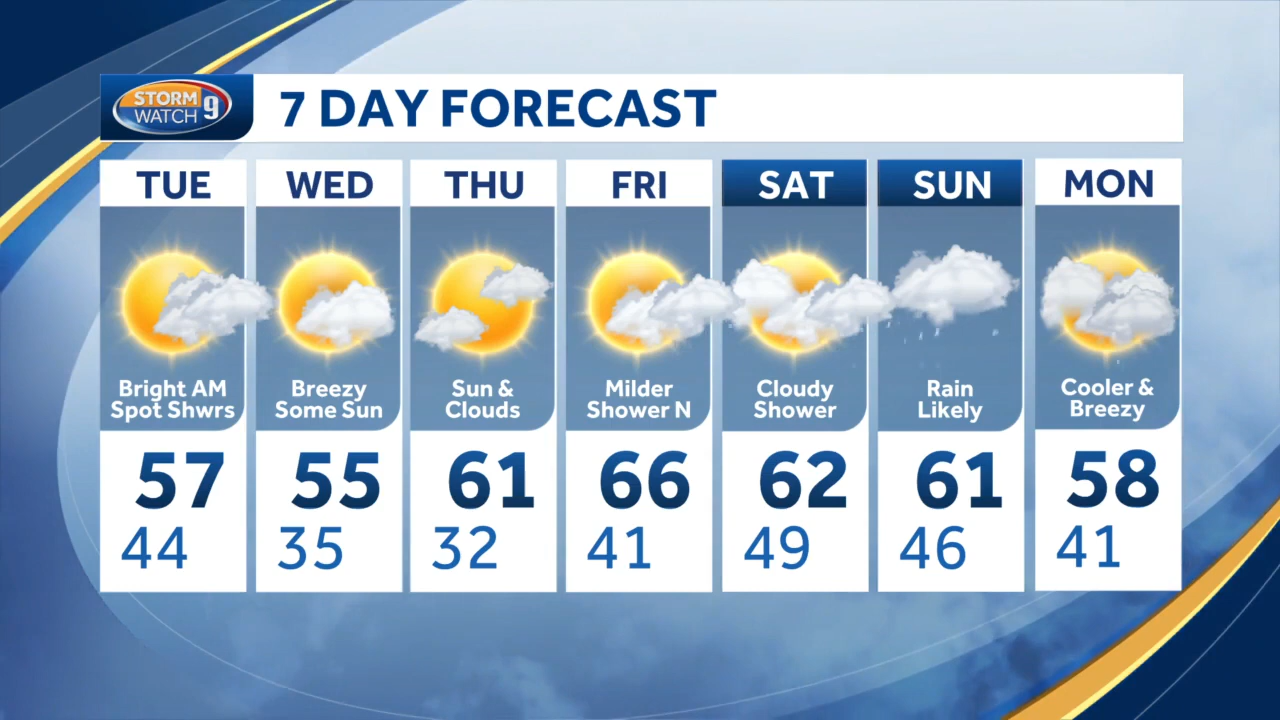 STORM
WATCH 9
7 DAY FORECAST
TUE
Bright AM
Spot Shwrs
57
44
WED
Breezy
Some Sun
55
35
THU
Sun &
Clouds
61
32
FRI
Milder
Shower N
66
41
SAT
Cloudy
Shower
62
49
SUN
Rain
Likely
61
46
MON
Cooler &
Breezy
58
41